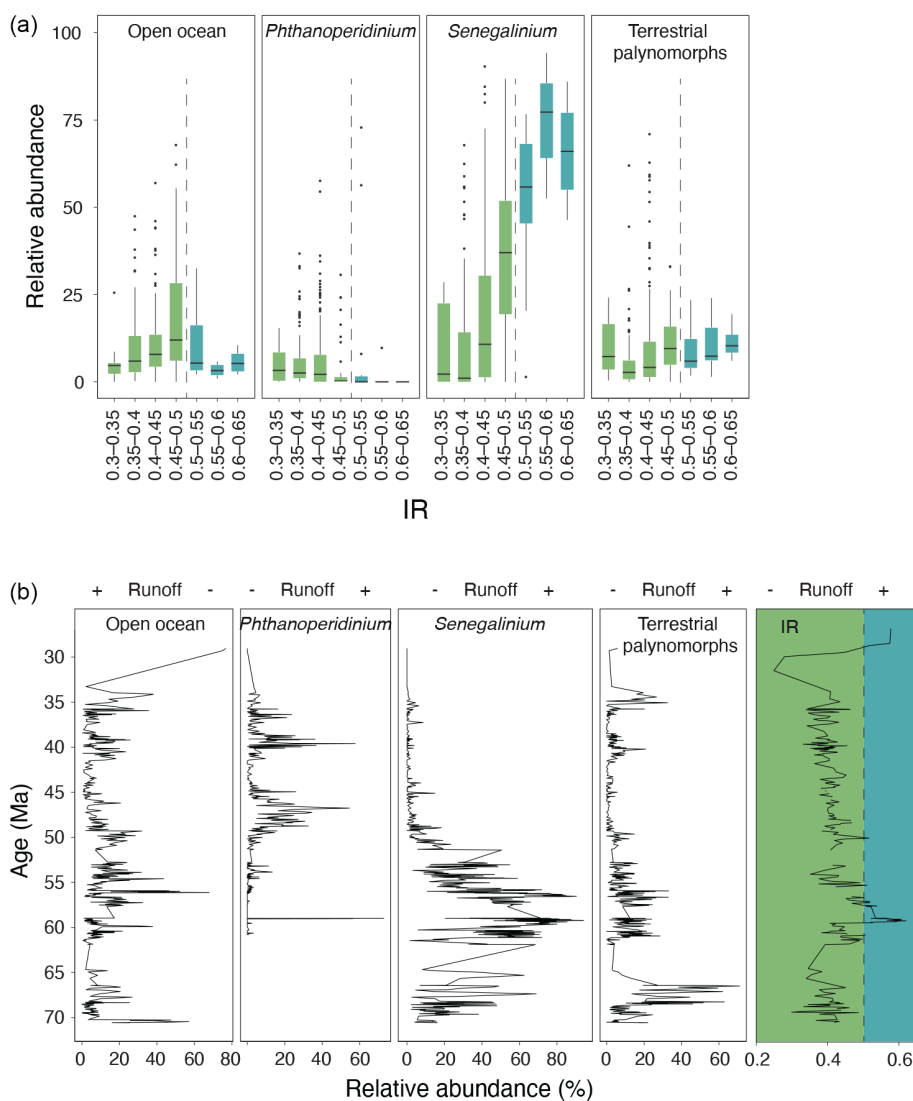 (a)
Open ocean
Phthanoperidinium
Senegalinium
Terrestrial
palynomorphs
Relative abundance
100
75
50
25
0
0.3–0.35
0.35–0.4
0.4–0.45
0.45–0.5
0.5–0.55
0.55–0.6
0.6–0.65
0.3–0.35
0.35–0.4
0.4–0.45
0.45–0.5
0.5–0.55
0.55–0.6
0.6–0.65
0.3–0.35
0.35–0.4
0.4–0.45
0.45–0.5
0.5–0.55
0.55–0.6
0.6–0.65
0.3–0.35
0.35–0.4
0.4–0.45
0.45–0.5
0.5–0.55
0.55–0.6
0.6–0.65
IR
(b)
+ Runoff -
- Runoff +
- Runoff +
- Runoff +
- Runoff +
Open ocean
Phthanoperidinium
Senegalinium
Terrestrial
palynomorphs
IR
Age (Ma)
30
35
40
45
50
55
60
65
70
0 20 40 60 80
20 40 60
0 20 40 60 80
0 20 40 60
0.2 0.4 0.6
Relative abundance (%)